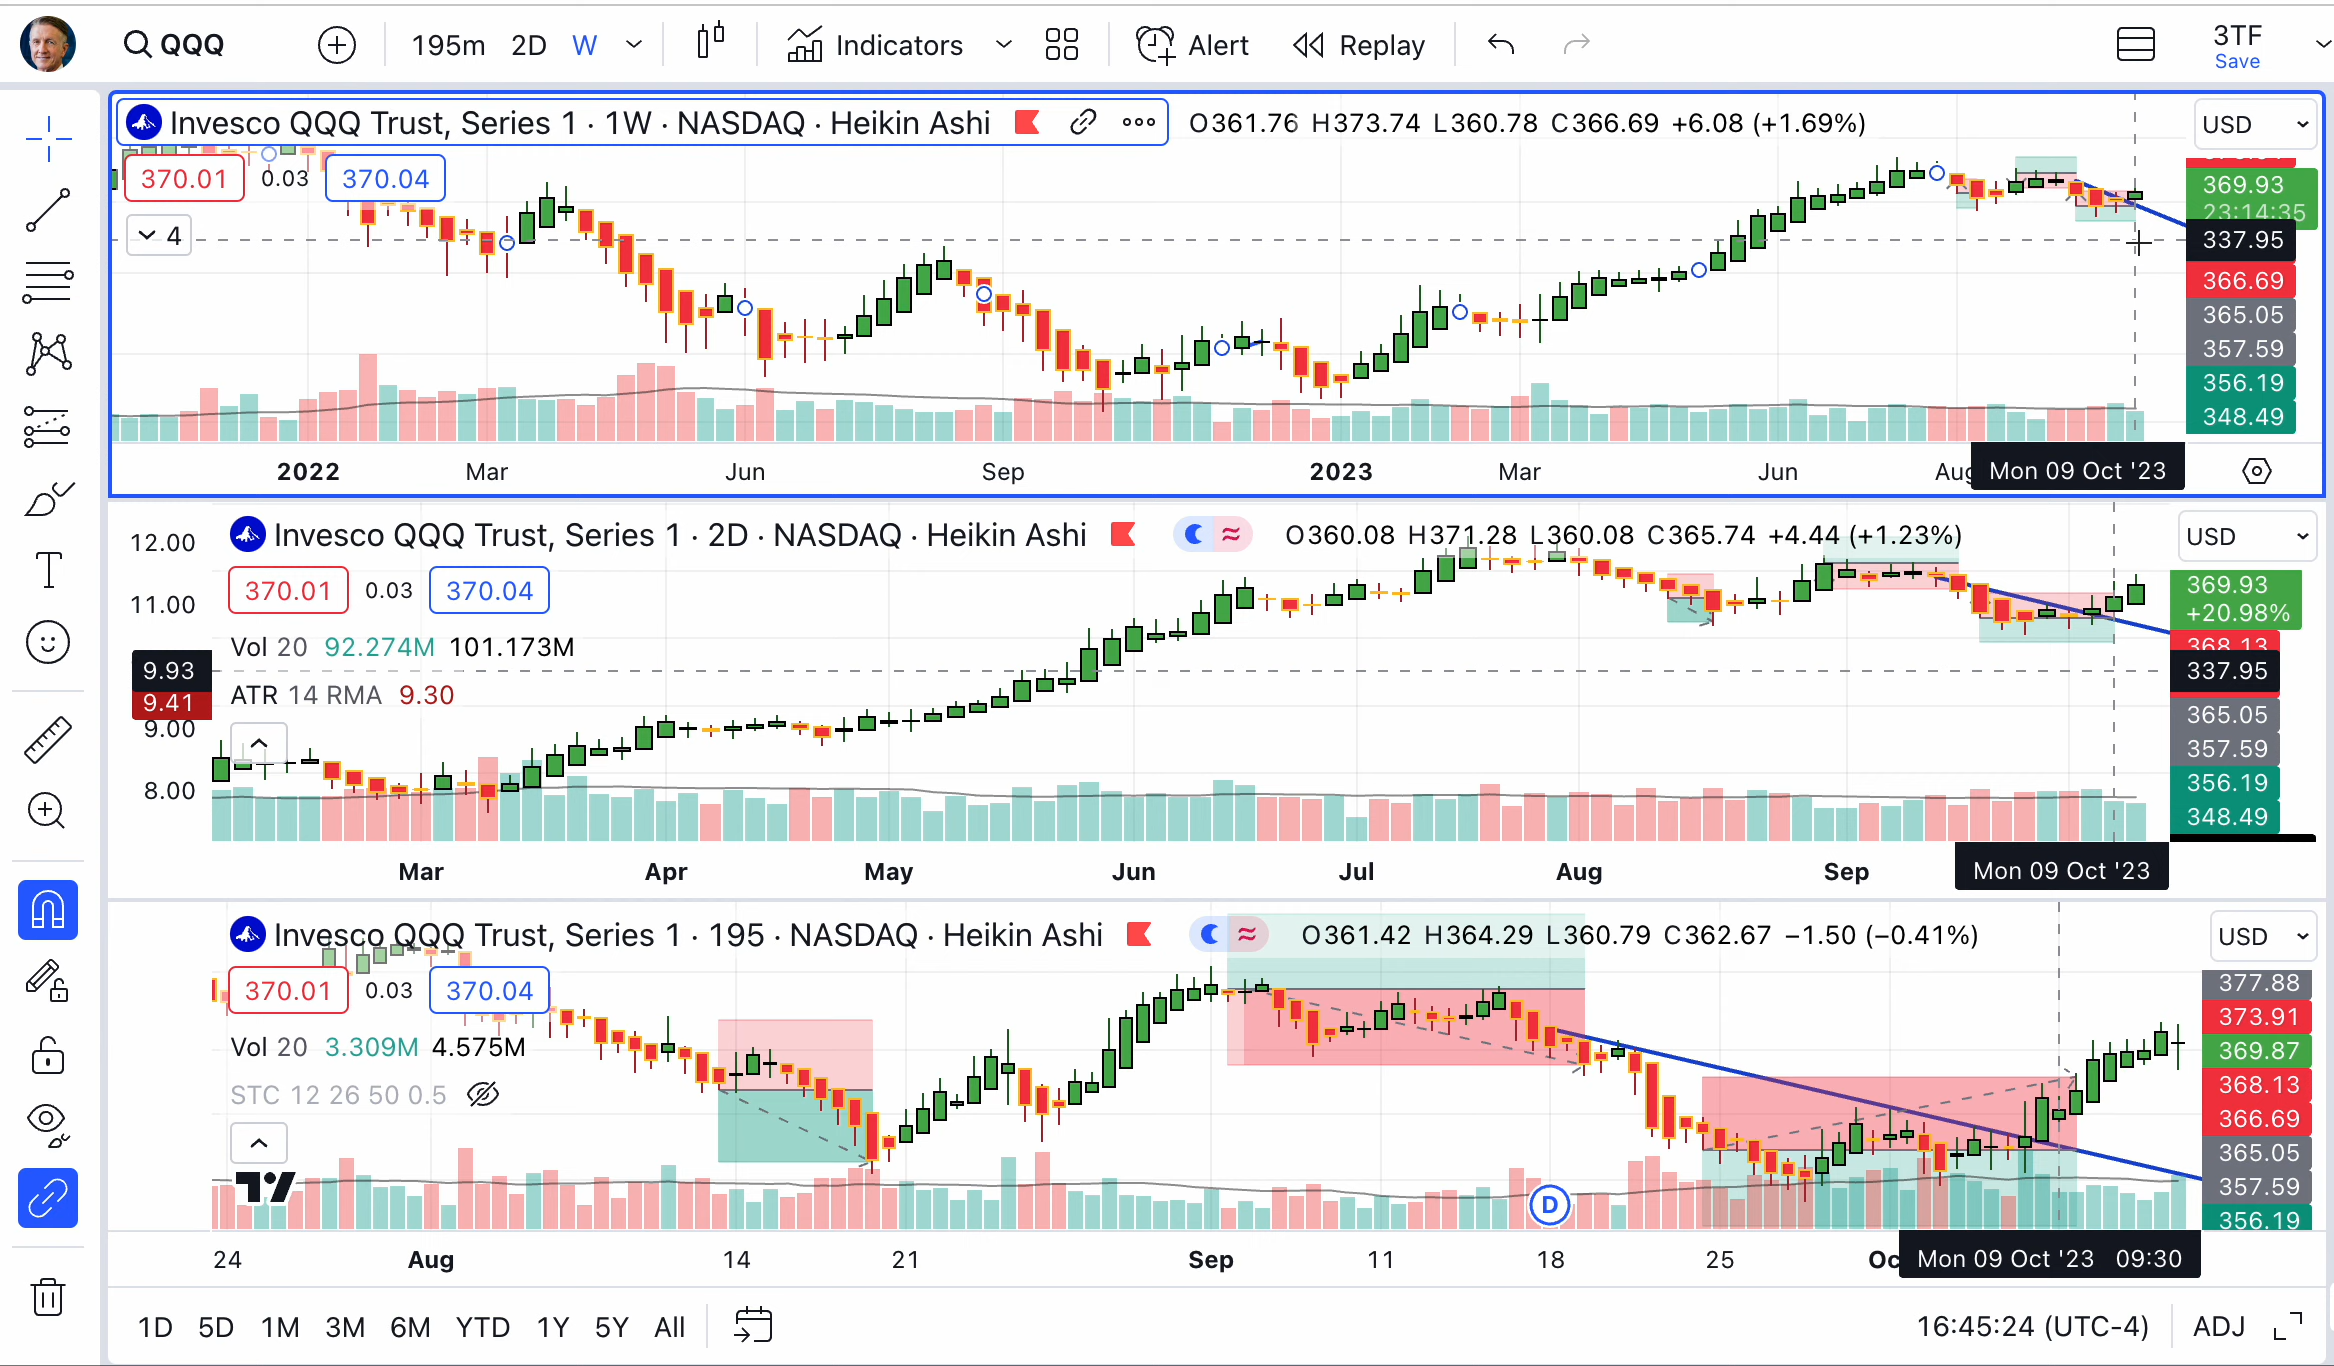 QQQ 195m 2D W Indicators Alert Replay 3TF
Save
Invesco QQQ Trust, Series 1 · 1W · NASDAQ · Heikin Ashi O361.76 H373.74 L360.78 C366.69 +6.08 (+1.69%) USD
370.01 0.03 370.04
4
369.93
23:14:35
337.95
366.69
365.05
357.59
356.19
348.49
2022 Mar Jun Sep 2023 Mar Jun Aug Mon 09 Oct '23
Invesco QQQ Trust, Series 1 · 2D · NASDAQ · Heikin Ashi O360.08 H371.28 L360.08 C365.74 +4.44 (+1.23%) USD
370.01 0.03 370.04
Vol 20 92.274M 101.173M
ATR 14 RMA 9.30
12.00
11.00
9.93
9.41
9.00
8.00
369.93
+20.98%
368.13
337.95
365.05
357.59
356.19
348.49
Mar Apr May Jun Jul Aug Sep Mon 09 Oct '23
Invesco QQQ Trust, Series 1 · 195 · NASDAQ · Heikin Ashi O361.42 H364.29 L360.79 C362.67 −1.50 (−0.41%) USD
370.01 0.03 370.04
Vol 20 3.309M 4.575M
STC 12 26 50 0.5
D
377.88
373.91
369.87
368.13
366.69
365.05
357.59
356.19
24 Aug 14 21 Sep 11 18 25 Oc Mon 09 Oct '23 09:30
1D 5D 1M 3M 6M YTD 1Y 5Y All 16:45:24 (UTC-4) ADJ